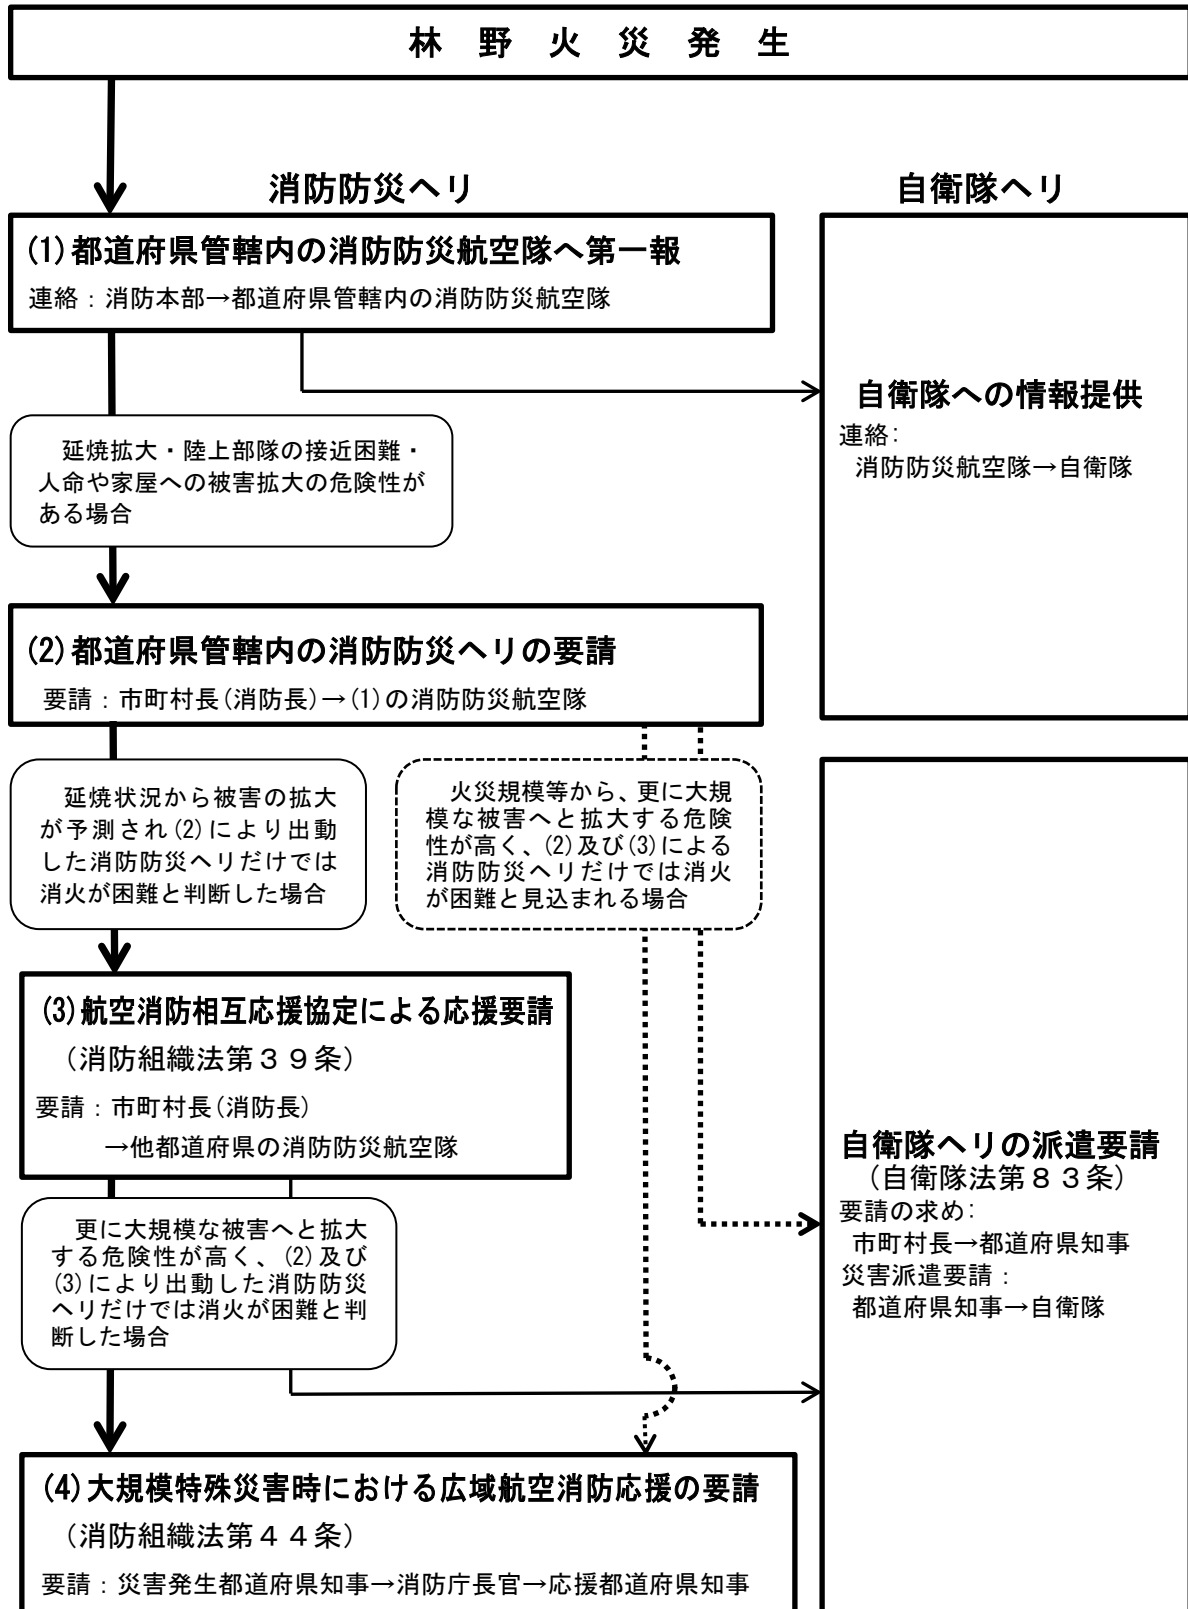 林　野　火　災　発　生
消防防災ヘリ
自衛隊ヘリ
(1)都道府県管轄内の消防防災航空隊へ第一報
連絡：消防本部→都道府県管轄内の消防防災航空隊
自衛隊への情報提供
連絡：
消防防災航空隊→自衛隊
延焼拡大・陸上部隊の接近困難・
人命や家屋への被害拡大の危険性が
ある場合
(2)都道府県管轄内の消防防災ヘリの要請
要請：市町村長(消防長)→(1)の消防防災航空隊
延焼状況から被害の拡大
が予測され(2)により出動
した消防防災ヘリだけでは
消火が困難と判断した場合
火災規模等から、更に大規
模な被害へと拡大する危険
性が高く、(2)及び(3)による
消防防災ヘリだけでは消火
が困難と見込まれる場合
(3)航空消防相互応援協定による応援要請
（消防組織法第３９条）
要請：市町村長(消防長)
→他都道府県の消防防災航空隊
自衛隊ヘリの派遣要請
（自衛隊法第８３条）
要請の求め：
市町村長→都道府県知事
災害派遣要請：
都道府県知事→自衛隊
更に大規模な被害へと拡大
する危険性が高く、(2)及び
(3)により出動した消防防災
ヘリだけでは消火が困難と判
断した場合
(4)大規模特殊災害時における広域航空消防応援の要請
（消防組織法第４４条）
要請：災害発生都道府県知事→消防庁長官→応援都道府県知事